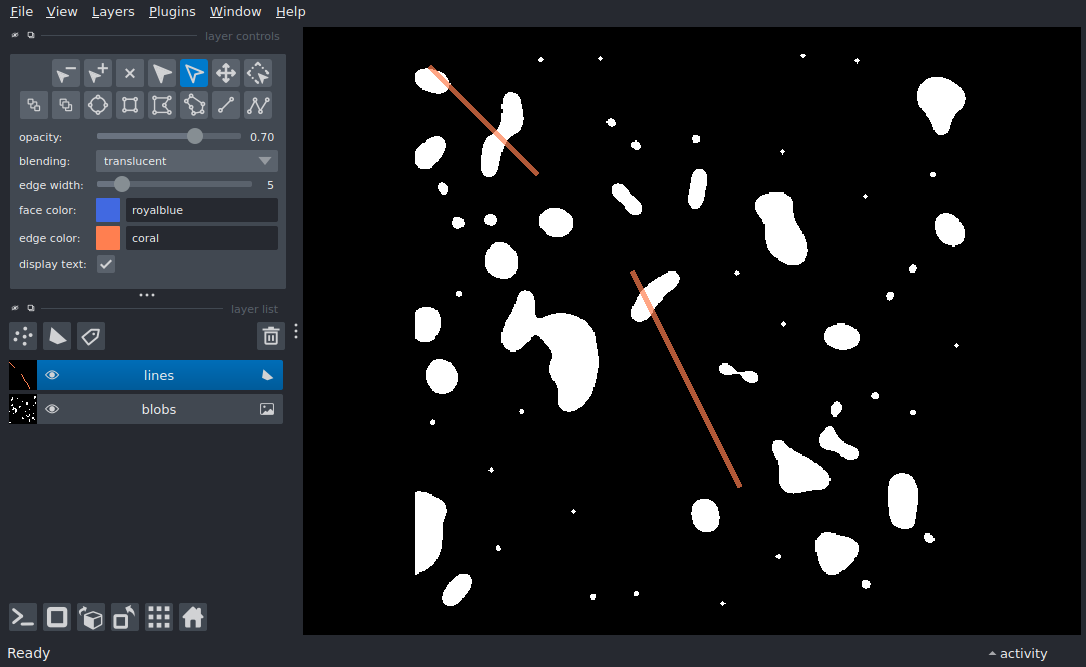 File View Layers Plugins Window Help
layer controls
opacity: 0.70
blending: translucent
edge width: 5
face color: royalblue
edge color: coral
display text:
layer list
lines
blobs
Ready
activity